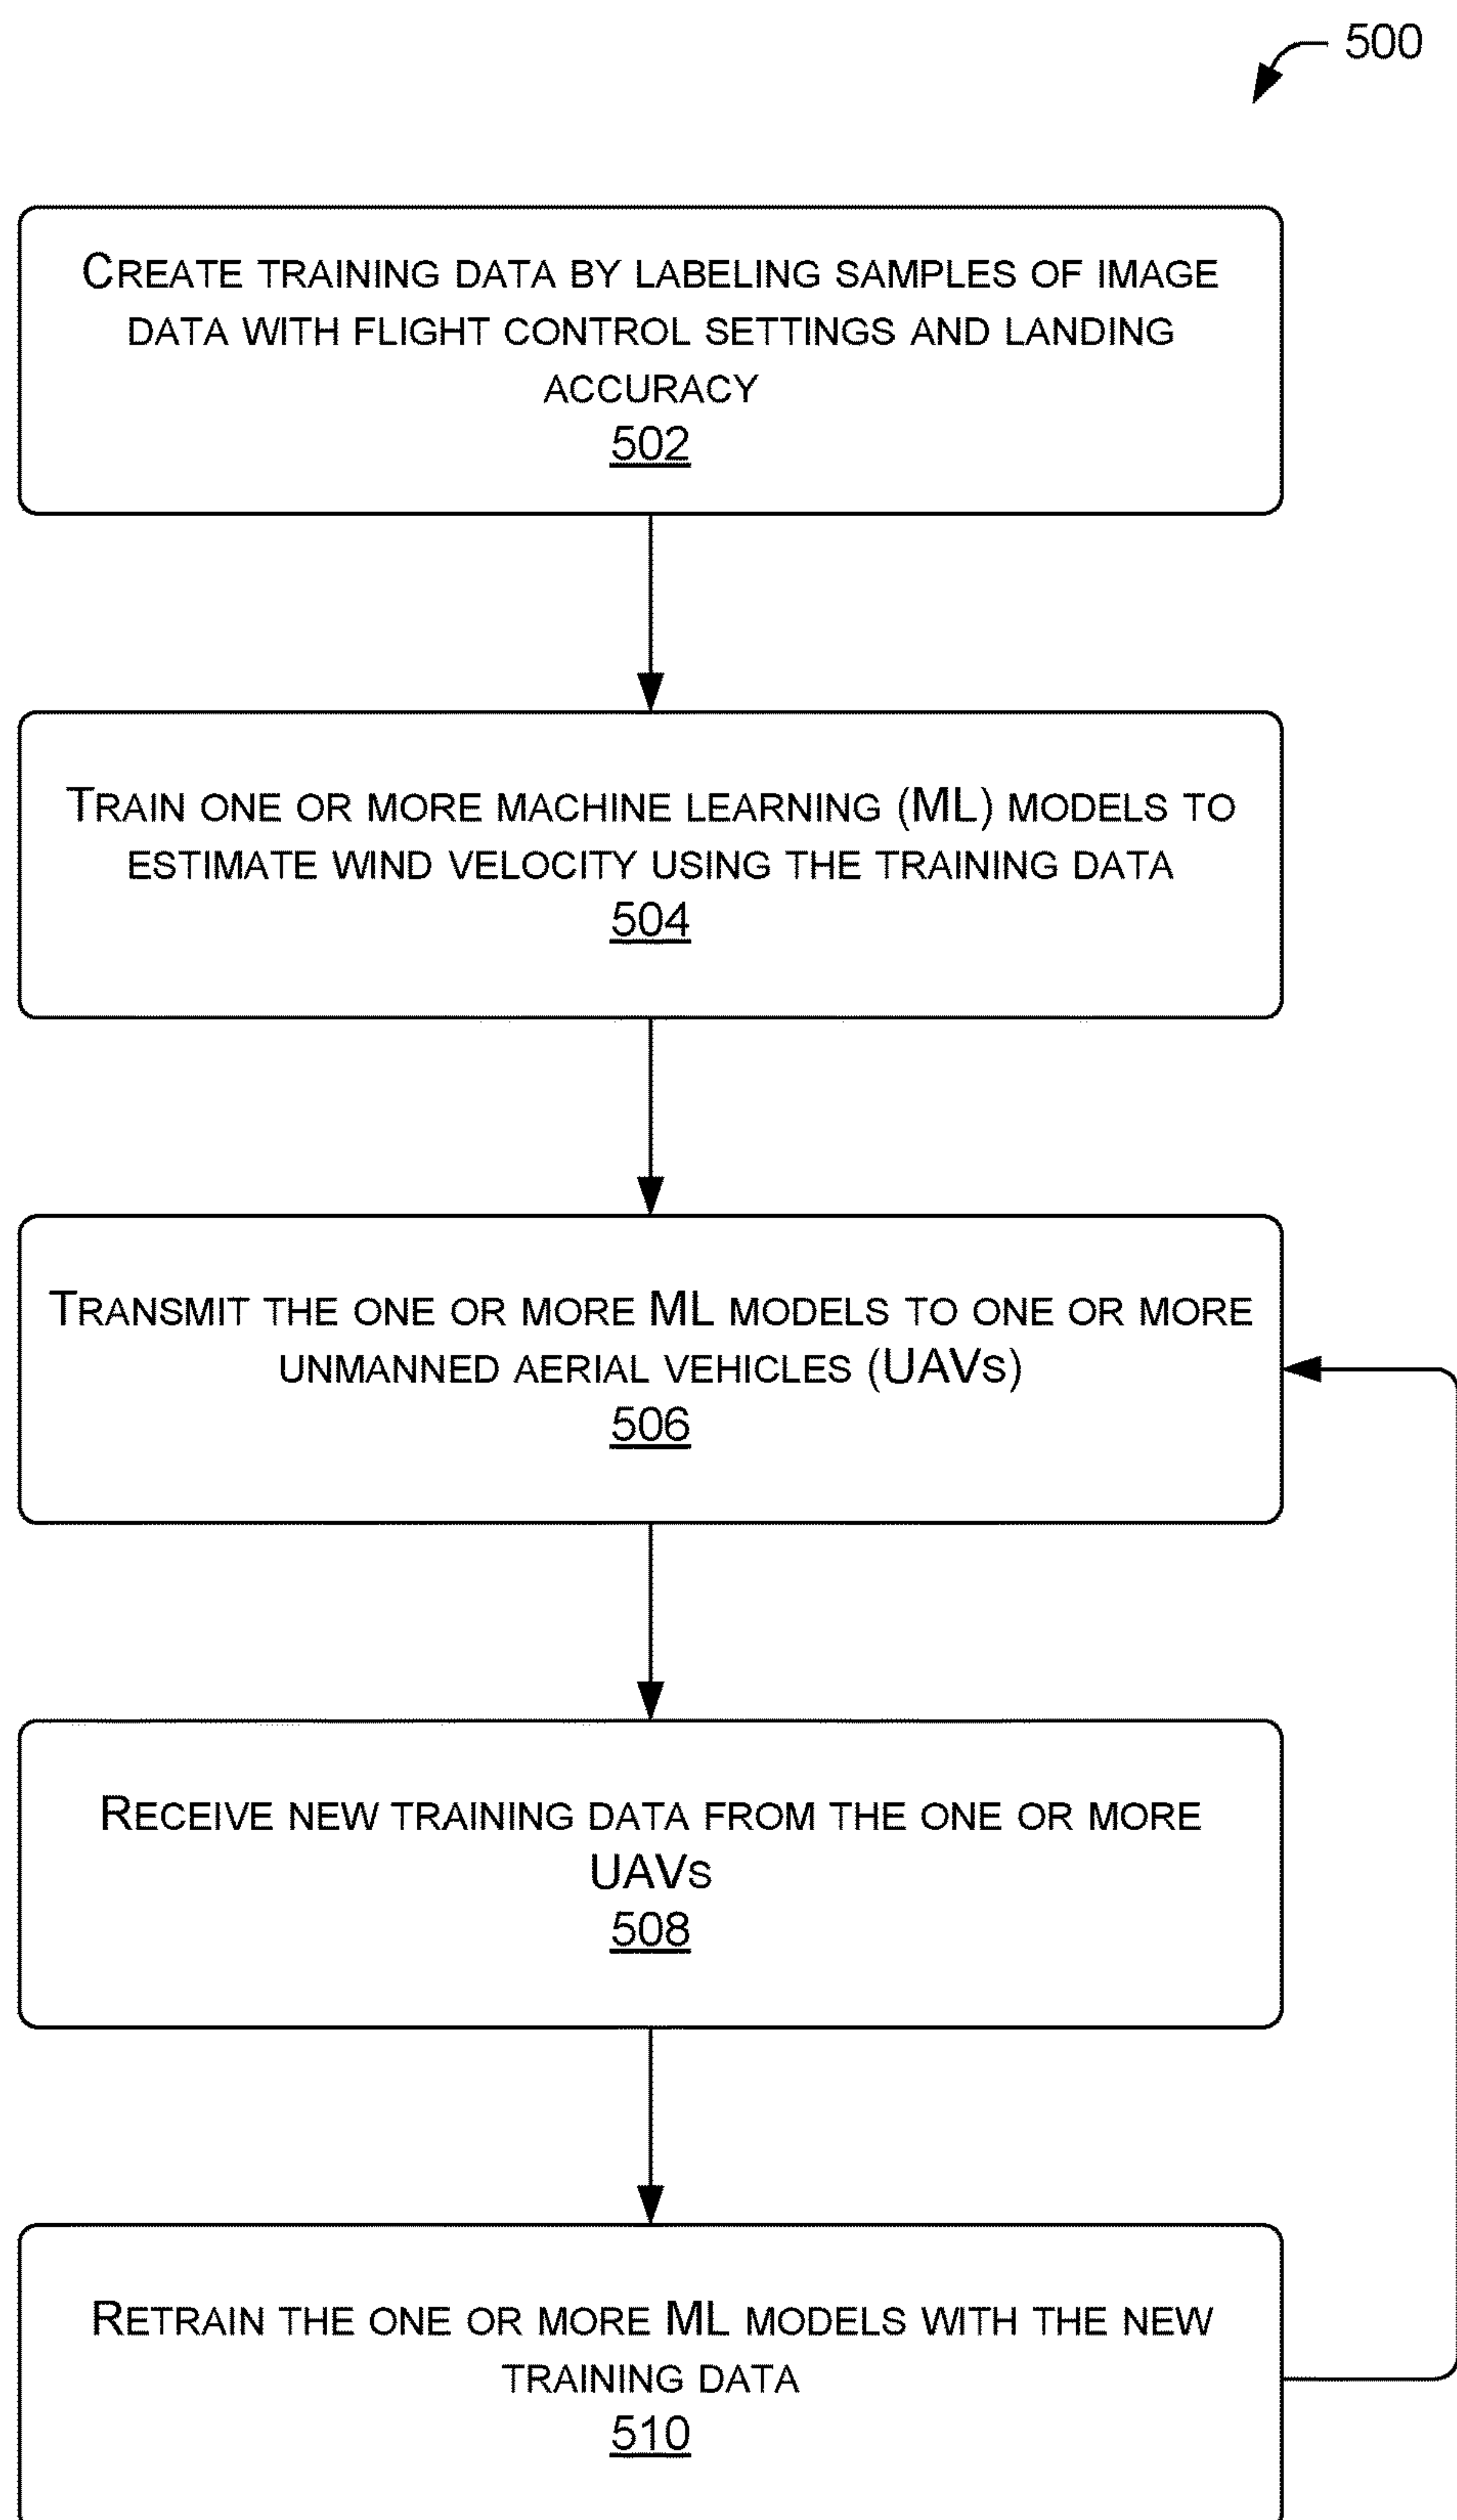 500
CREATE TRAINING DATA BY LABELING SAMPLES OF IMAGE
DATA WITH FLIGHT CONTROL SETTINGS AND LANDING
ACCURACY
502
TRAIN ONE OR MORE MACHINE LEARNING (ML) MODELS TO
ESTIMATE WIND VELOCITY USING THE TRAINING DATA
504
TRANSMIT THE ONE OR MORE ML MODELS TO ONE OR MORE
UNMANNED AERIAL VEHICLES (UAVS)
506
RECEIVE NEW TRAINING DATA FROM THE ONE OR MORE
UAVS
508
RETRAIN THE ONE OR MORE ML MODELS WITH THE NEW
TRAINING DATA
510